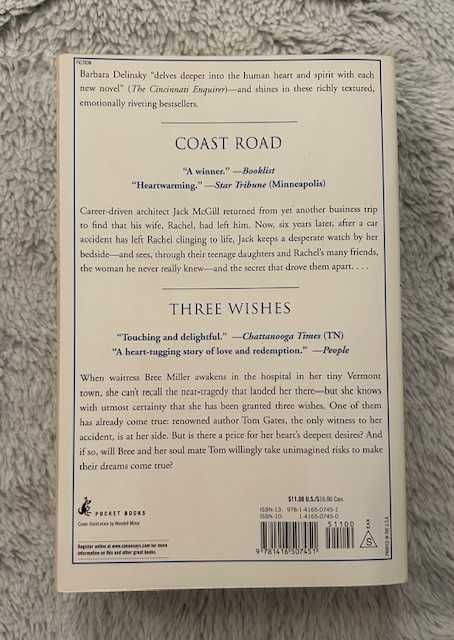 FICTION
Barbara Delinsky “delves deeper into the human heart and spirit with each
new novel” (The Cincinnati Enquirer)—and shines in these richly textured,
emotionally riveting bestsellers.
COAST ROAD
“A winner.” —Booklist
“Heartwarming.” —Star Tribune (Minneapolis)
Career-driven architect Jack McGill returned from yet another business trip
to find that his wife, Rachel, had left him. Now, six years later, after a car
accident has left Rachel clinging to life, Jack keeps a desperate watch by her
bedside—and sees, through their teenage daughters and Rachel's many friends,
the woman he never really knew—and the secret that drove them apart. . . .
THREE WISHES
“Touching and delightful.” —Chattanooga Times (TN)
“A heart-tugging story of love and redemption.” —People
When waitress Bree Miller awakens in the hospital in her tiny Vermont
town, she can't recall the near-tragedy that landed her there—but she knows
with utmost certainty that she has been granted three wishes. One of them
has already come true: renowned author Tom Gates, the only witness to her
accident, is at her side. But is there a price for her heart's deepest desires? And
if so, will Bree and her soul mate Tom willingly take unimagined risks to make
their dreams come true?
POCKET BOOKS
Cover illustration by Wendell Minor
Register online at www.simonsays.com for more
information on this and other great books.
$11.00 U.S./$16.00 Can.
ISBN-13: 978-1-4165-0745-1
ISBN-10: 1-4165-0745-0
51100
9 781416 507451
S
EAN
PRINTED IN THE U.S.A.